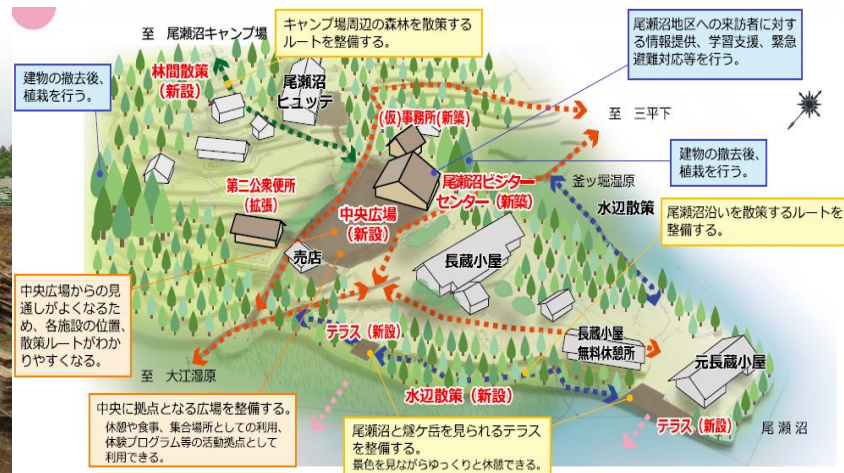 至 尾瀬沼キャンプ場
キャンプ場周辺の森林を散策する
ルートを整備する。
尾瀬沼地区への来訪者に対す
る情報提供、学習支援、緊急
避難対応等を行う。
建物の撤去後、
植栽を行う。
林間散策
(新設)
尾瀬沼
ヒュッテ
(仮)事務所(新築)
至 三平下
建物の撤去後、
植栽を行う。
第二公衆便所
(拡張)
尾瀬沼ビジター
センター(新築)
釜ッ堀湿原
水辺散策
尾瀬沼沿いを散策するルートを
整備する。
中央広場
(新設)
売店
長蔵小屋
中央広場からの見
通しがよくなるた
め、各施設の位置、
散策ルートがわか
りやすくなる。
テラス(新設)
長蔵小屋
無料休憩所
元長蔵小屋
至 大江湿原
水辺散策(新設)
テラス(新設)
尾瀬沼
中央に拠点となる広場を整備する。
休憩や食事、集合場所としての利用、
体験プログラム等の活動拠点として
利用できる。
尾瀬沼と燧ケ岳を見られるテラス
を整備する。
景色を見ながらゆっくりと休憩できる。